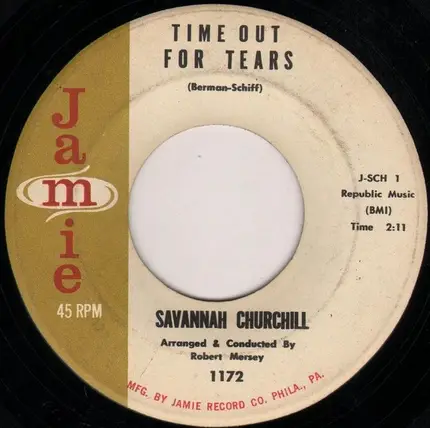 TIME OUT
FOR TEARS
(Berman-Schiff)
Jamie
45 RPM
J-SCH 1
Republic Music
(BMI)
Time 2:11
SAVANNAH CHURCHILL
Arranged & Conducted By
Robert Mersey
1172
MFG. BY JAMIE RECORD CO. PHILA., PA.